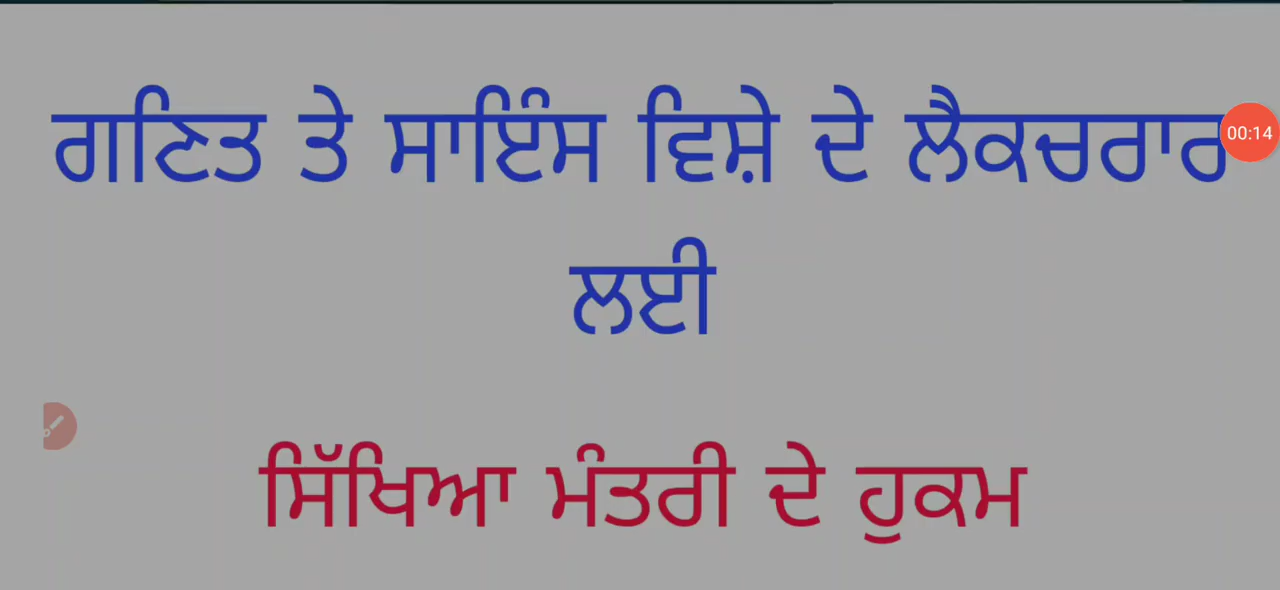 ਗਣਿਤ ਤੇ ਸਾਇੰਸ ਵਿਸ਼ੇ ਦੇ ਲੈਕਚਰਾਰ
00:14
ਲਈ
ਸਿੱਖਿਆ ਮੰਤਰੀ ਦੇ ਹੁਕਮ